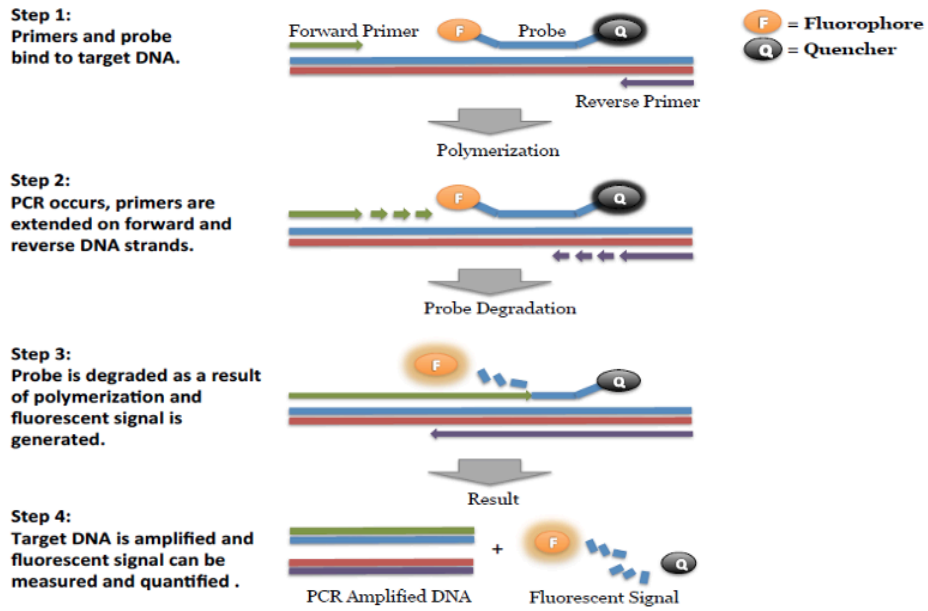 Step 1:
Primers and probe
bind to target DNA.
Forward Primer
F
Probe
Q
F = Fluorophore
Q = Quencher
Reverse Primer
Polymerization
Step 2:
PCR occurs, primers are
extended on forward and
reverse DNA strands.
F
Q
Probe Degradation
Step 3:
Probe is degraded as a result
of polymerization and
fluorescent signal is
generated.
F
Q
Result
Step 4:
Target DNA is amplified and
fluorescent signal can be
measured and quantified .
+
F
Q
PCR Amplified DNA
Fluorescent Signal